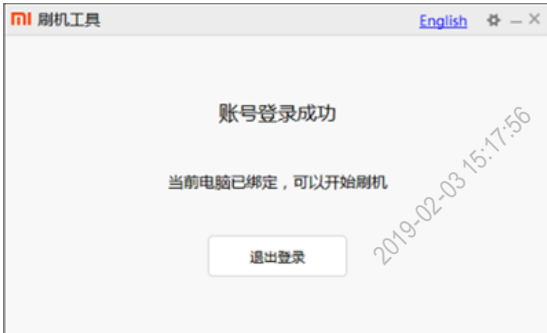 MI 刷机工具 English
账号登录成功
当前电脑已绑定，可以开始刷机
退出登录
2019-02-03 15:17:56